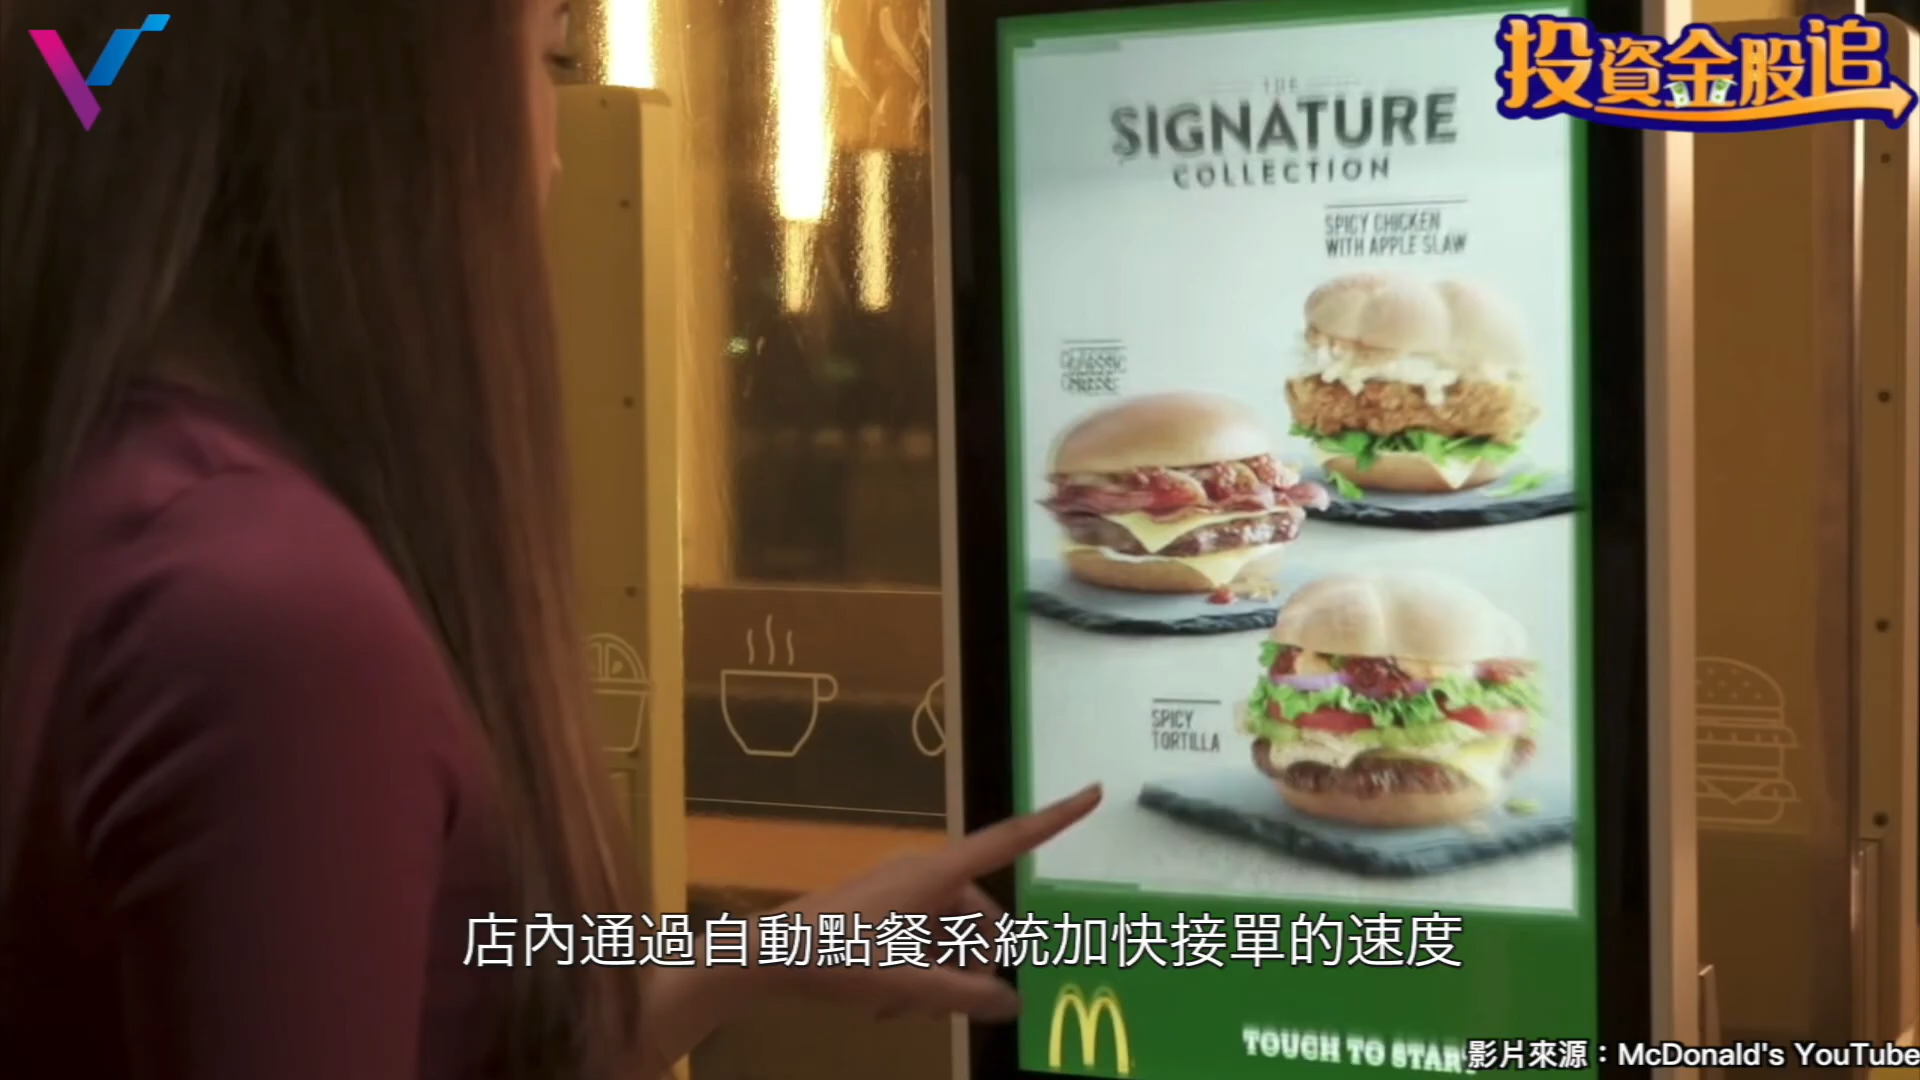 投資金股追
THE
SIGNATURE
COLLECTION
SPICY CHICKEN
WITH APPLE SLAW
CLASSIC
CHEESE
SPICY
TORTILLA
店內通過自動點餐系統加快接單的速度
TOUCH TO START
影片來源：McDonald's YouTube